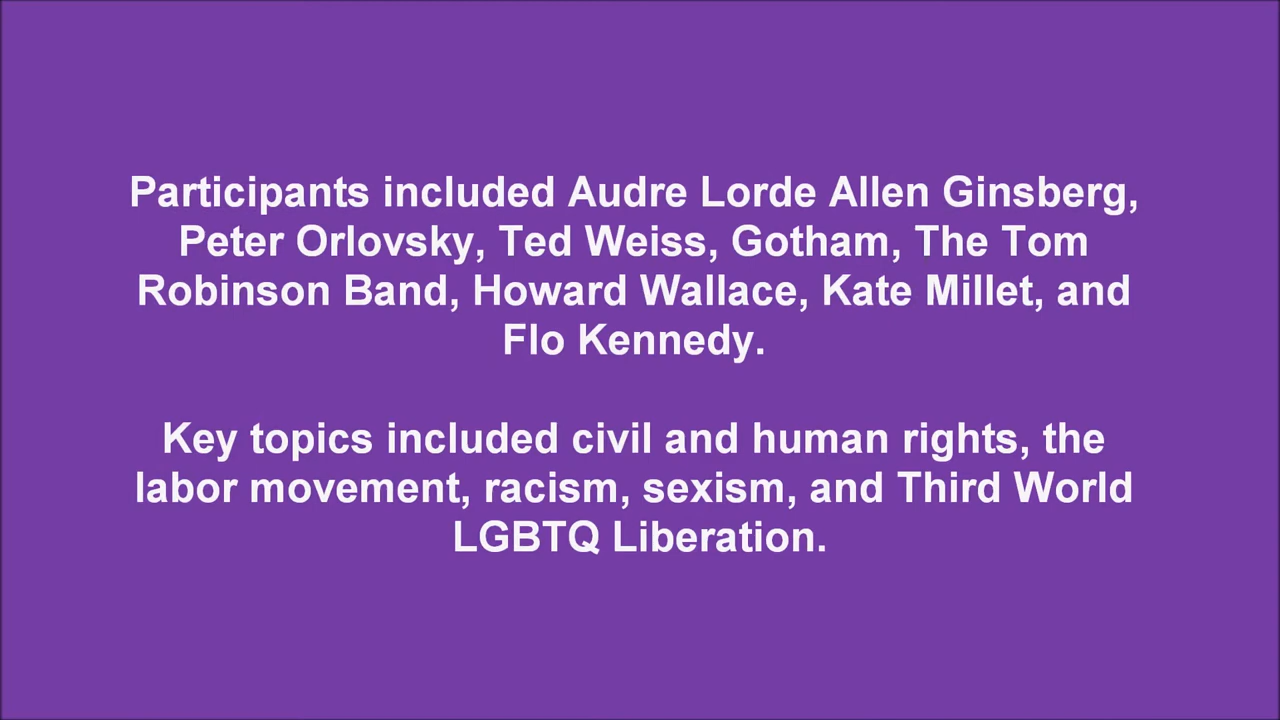 Participants included Audre Lorde Allen Ginsberg,
Peter Orlovsky, Ted Weiss, Gotham, The Tom
Robinson Band, Howard Wallace, Kate Millet, and
Flo Kennedy.
Key topics included civil and human rights, the
labor movement, racism, sexism, and Third World
LGBTQ Liberation.